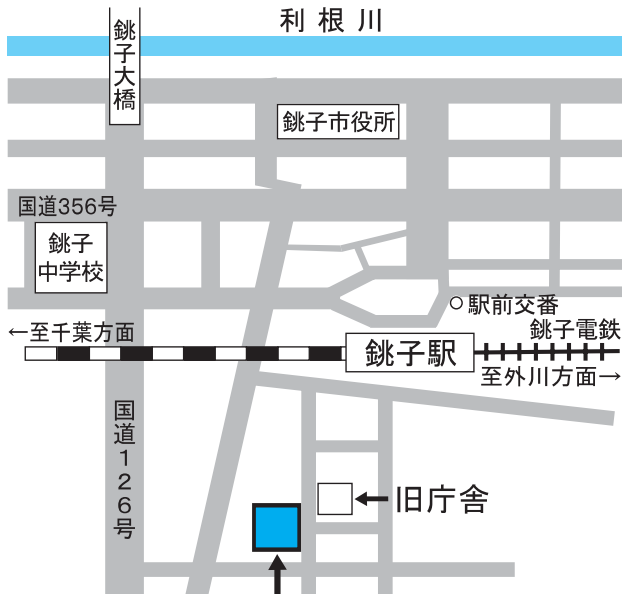 利根川
銚子大橋
銚子市役所
国道356号
銚子
中学校
駅前交番
←至千葉方面
銚子電鉄
銚子駅
至外川方面→
国道126号
旧庁舎